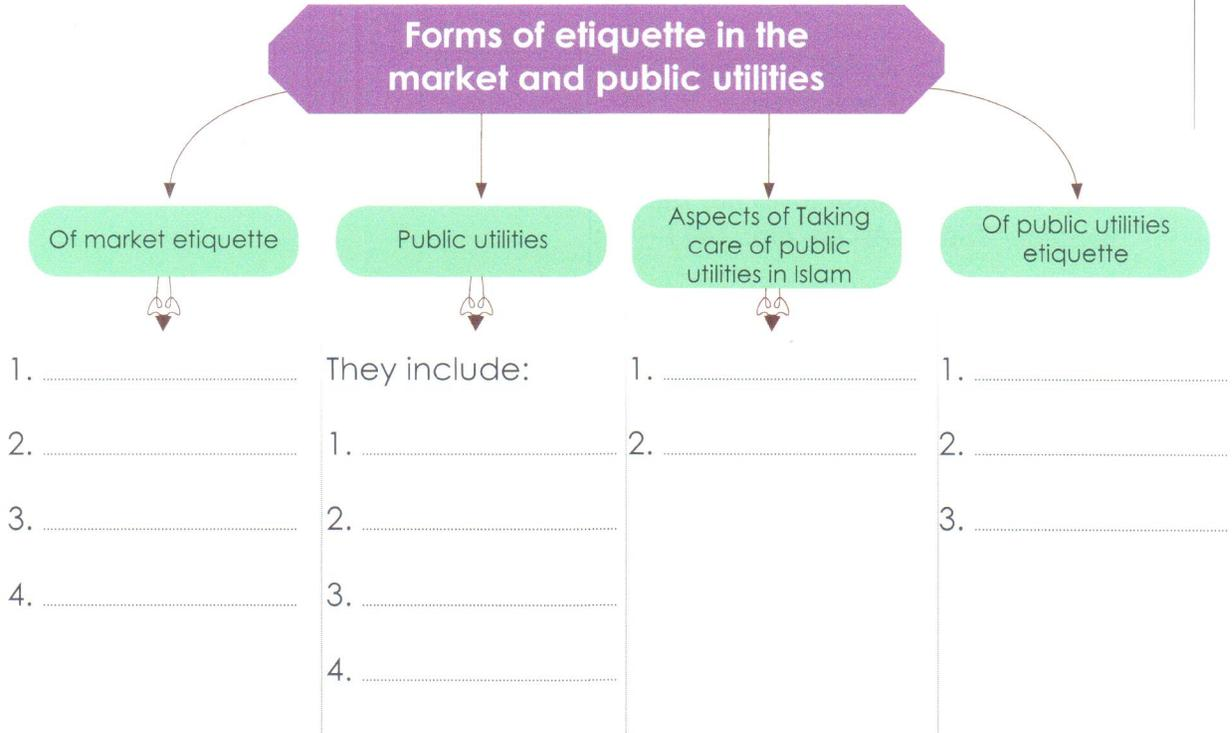 Forms of etiquette in the
market and public utilities
Of market etiquette
1.
2.
3.
4.
Public utilities
They include:
1.
2.
3.
4.
Aspects of Taking
care of public
utilities in Islam
1.
2.
Of public utilities
etiquette
1.
2.
3.